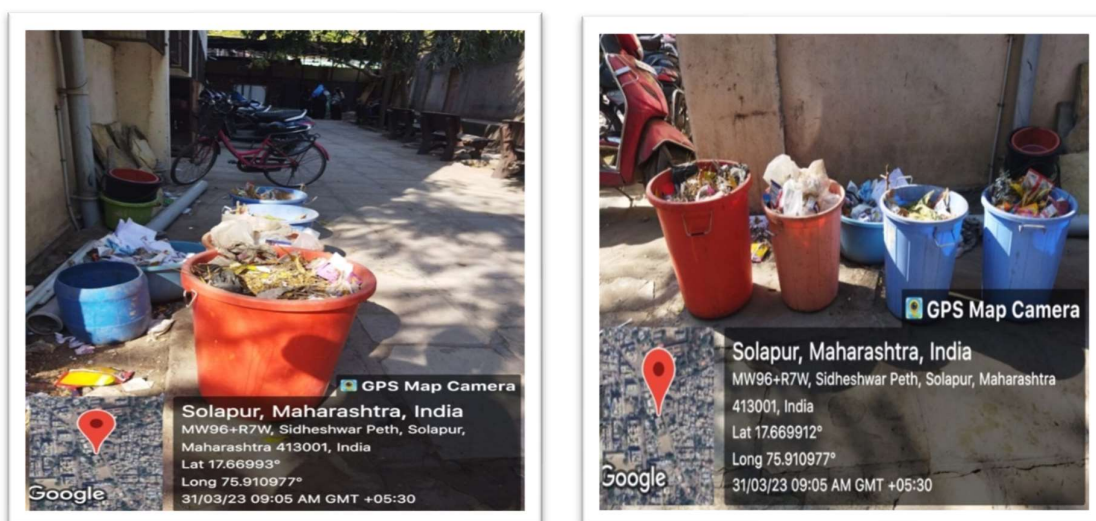 GPS Map Camera
Solapur, Maharashtra, India
MW96+R7W, Sidheshwar Peth, Solapur,
Maharashtra 413001, India
Lat 17.66993°
Long 75.910977°
31/03/23 09:05 AM GMT +05:30
Google
GPS Map Camera
Solapur, Maharashtra, India
MW96+R7W, Sidheshwar Peth, Solapur, Maharashtra
413001, India
Lat 17.669912°
Long 75.910977°
31/03/23 09:05 AM GMT +05:30
Google